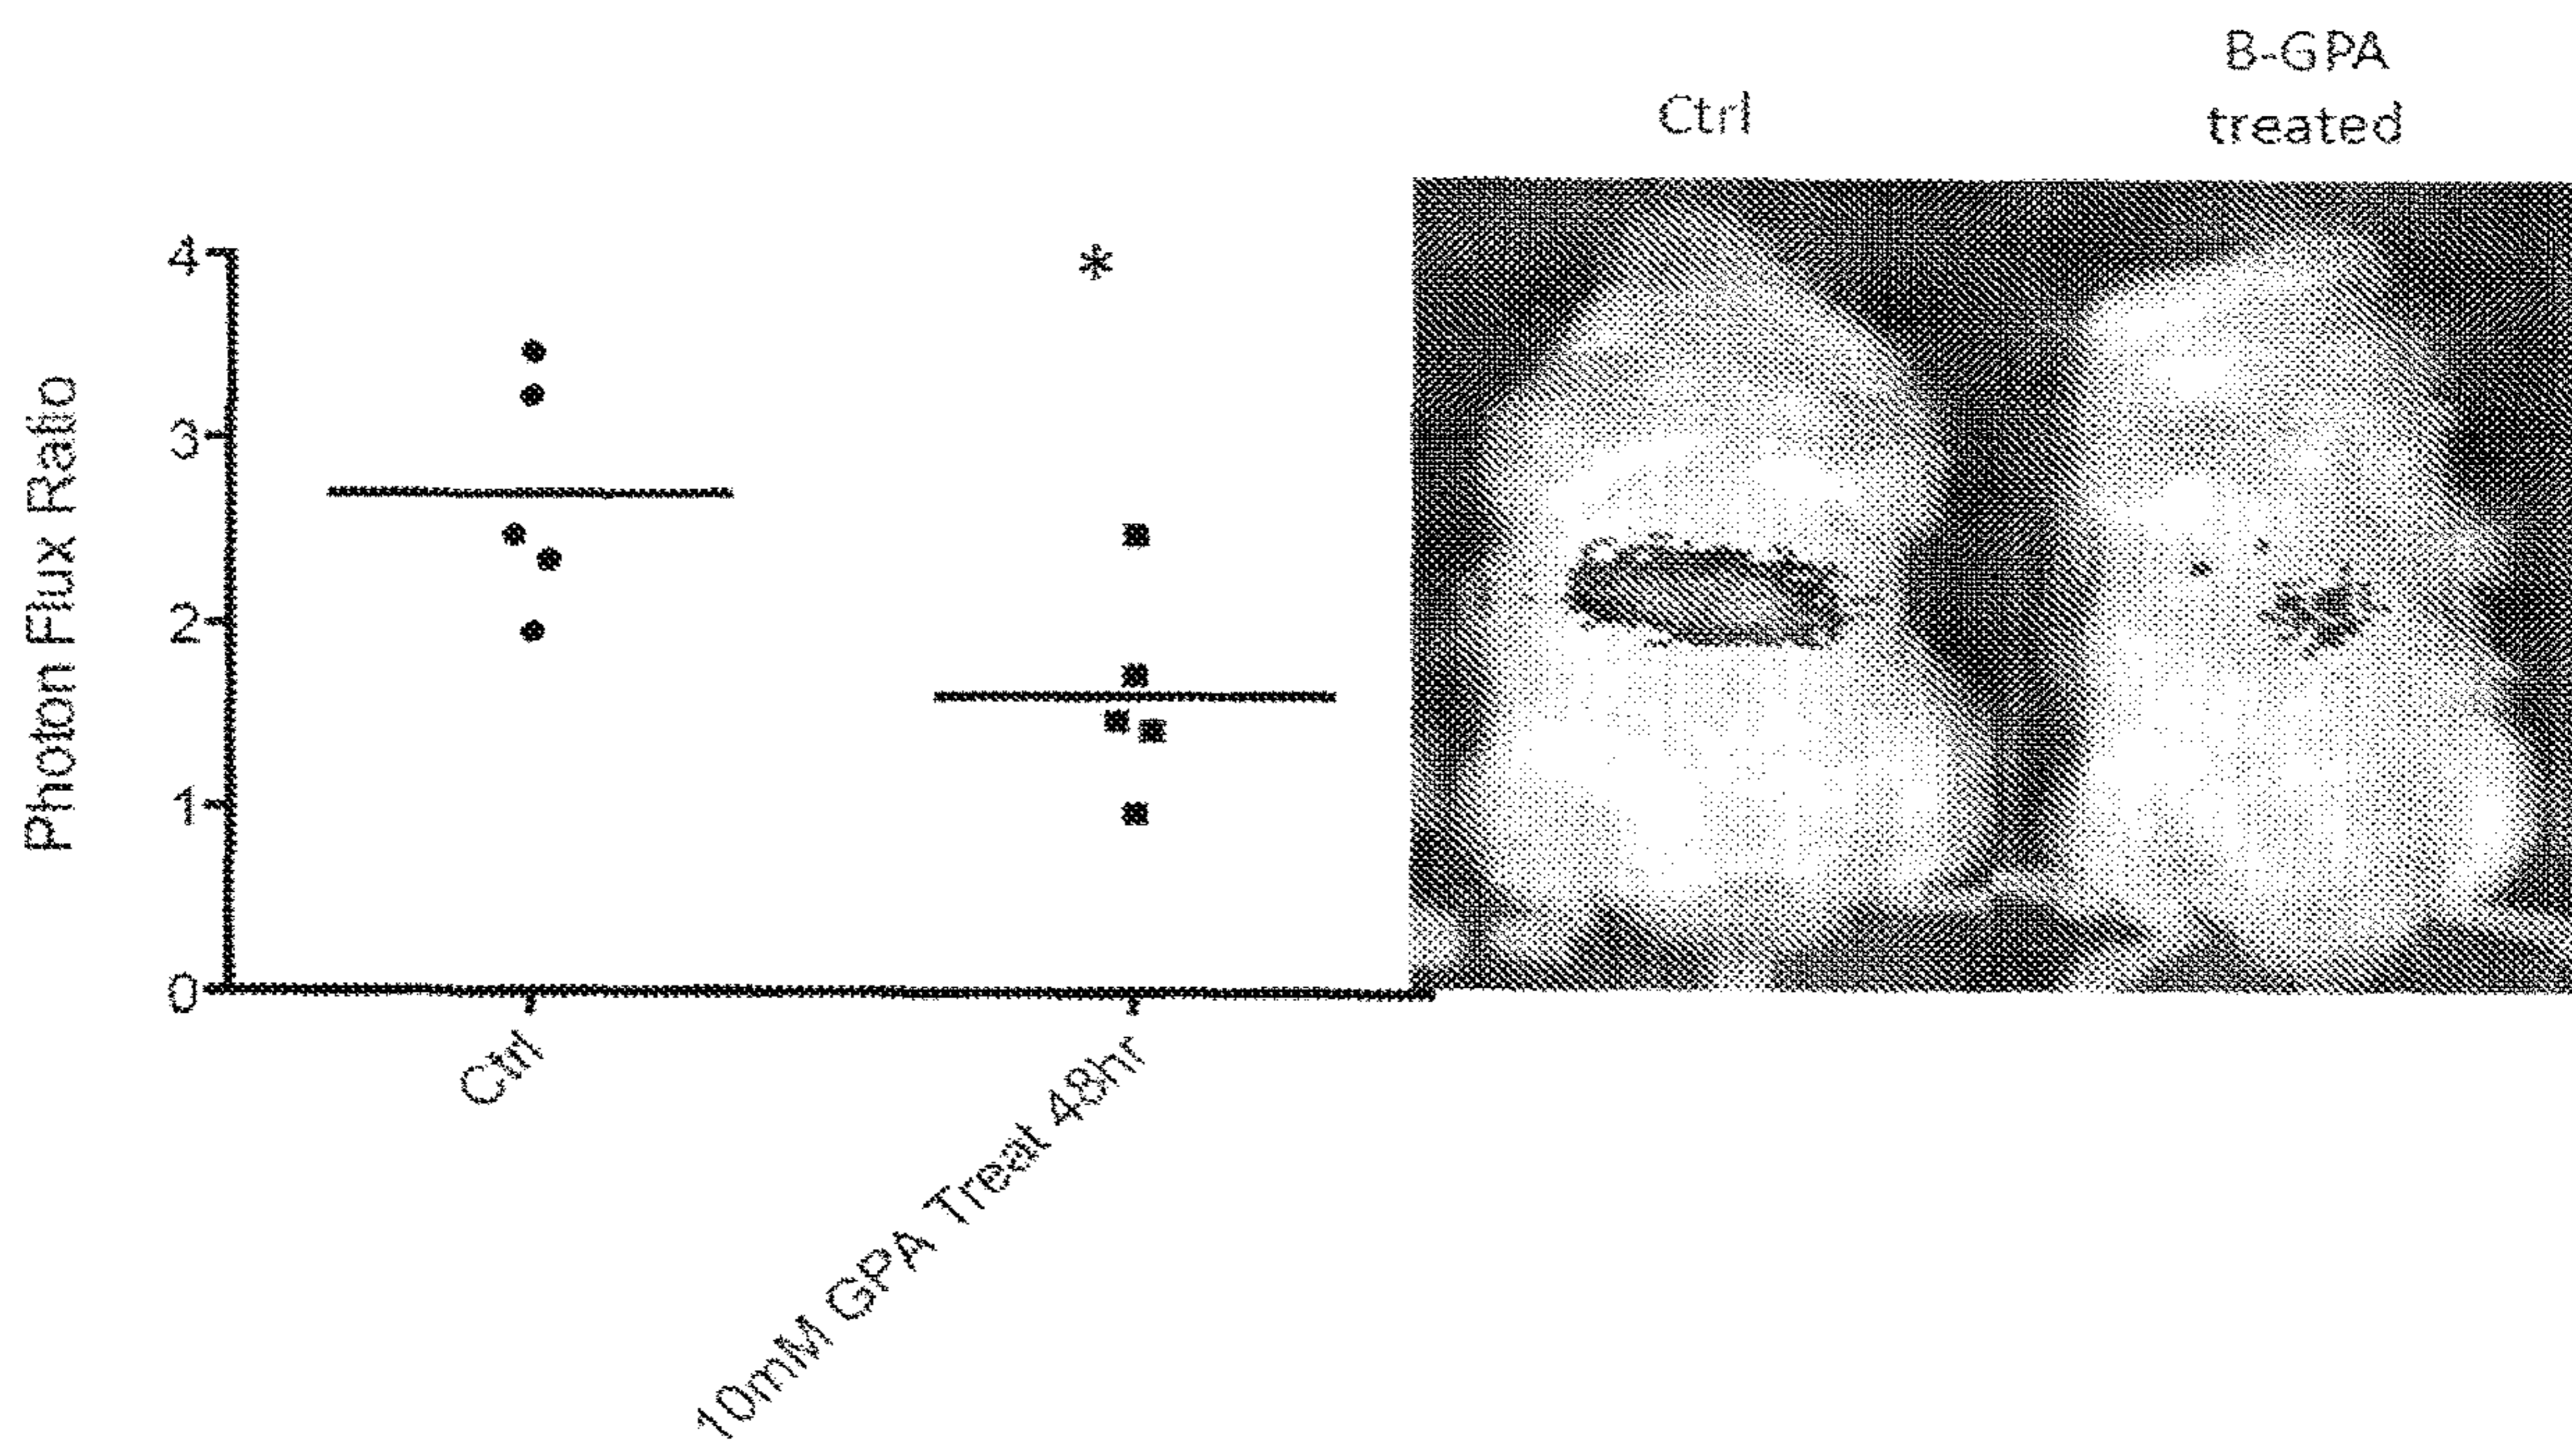 B-GPA
treated
Ctrl
Photon Flux Ratio
4
3
2
1
0
*
Ctrl
10mM GPA Treat 48hr